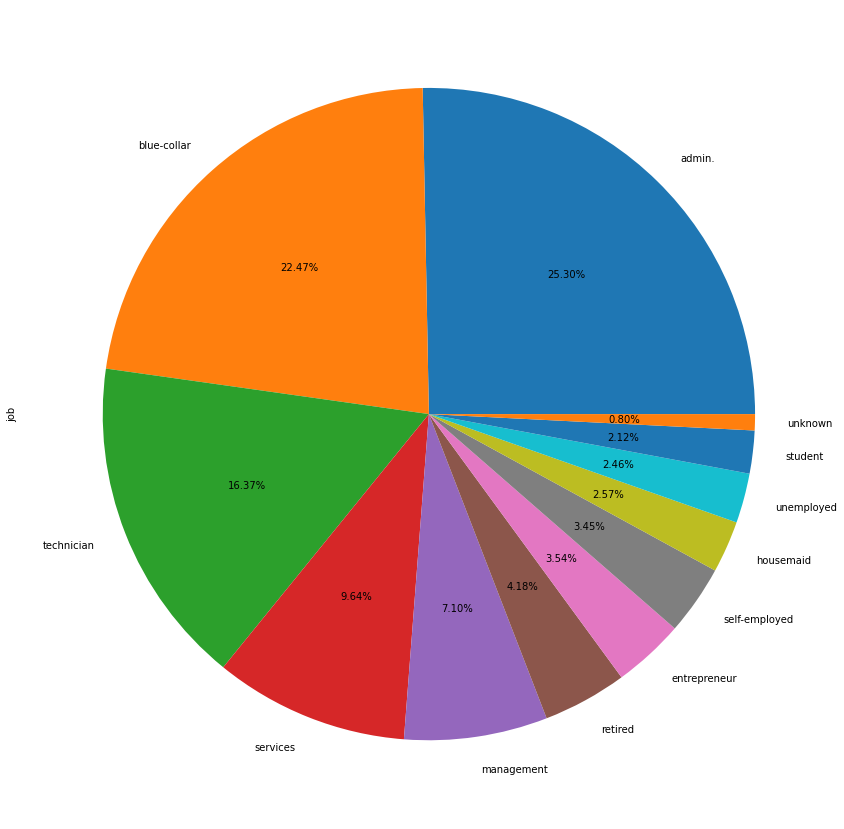 admin.
25.30%
blue-collar
22.47%
technician
16.37%
services
9.64%
management
7.10%
retired
4.18%
entrepreneur
3.54%
self-employed
3.45%
housemaid
2.57%
unemployed
2.46%
student
2.12%
unknown
0.80%
job